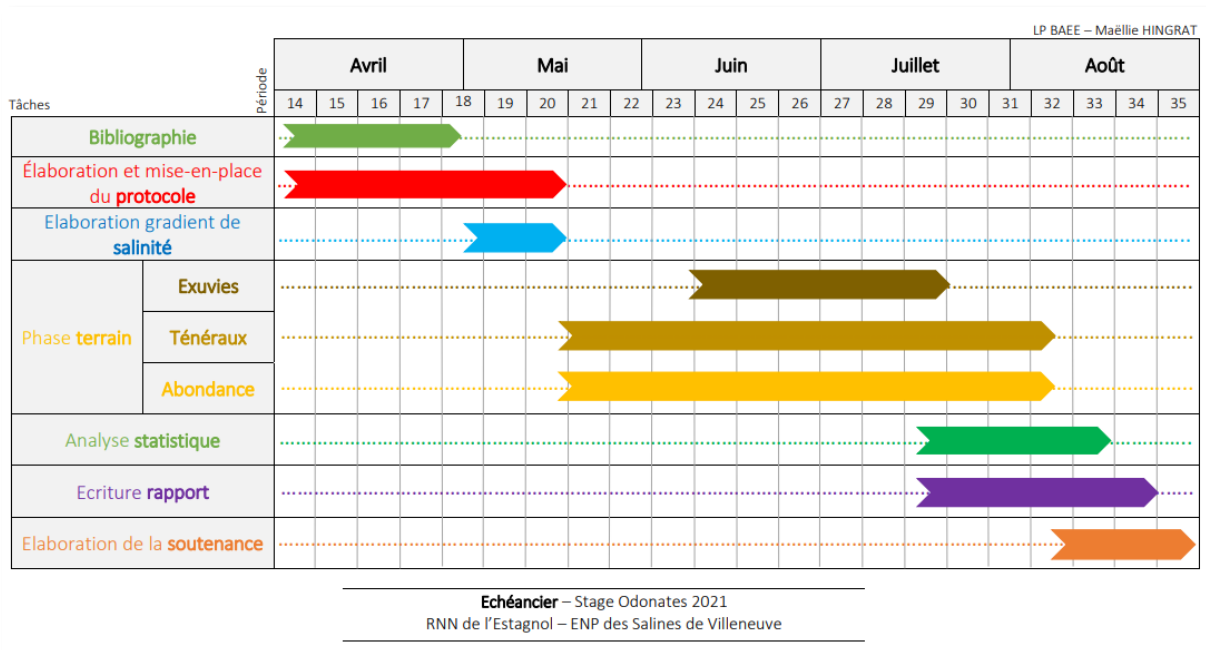 LP BAEE – Maëllie HINGRAT
Avril Mai Juin Juillet Août
Tâches Période 14 15 16 17 18 19 20 21 22 23 24 25 26 27 28 29 30 31 32 33 34 35
Bibliographie
Élaboration et mise-en-place
du protocole
Elaboration gradient de
salinité
Phase terrain
Exuvies
Ténéraux
Abondance
Analyse statistique
Ecriture rapport
Elaboration de la soutenance
Echéancier – Stage Odonates 2021
RNN de l'Estagnol – ENP des Salines de Villeneuve